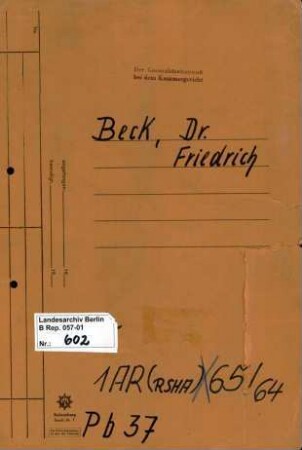 Der Generalstaatsanwalt
bei dem Kammergericht
Beck, Dr.
Friedrich
Landesarchiv Berlin
B Rep. 057-01
Nr.: 602
1AR (RSHA) 65/64
Pb 37